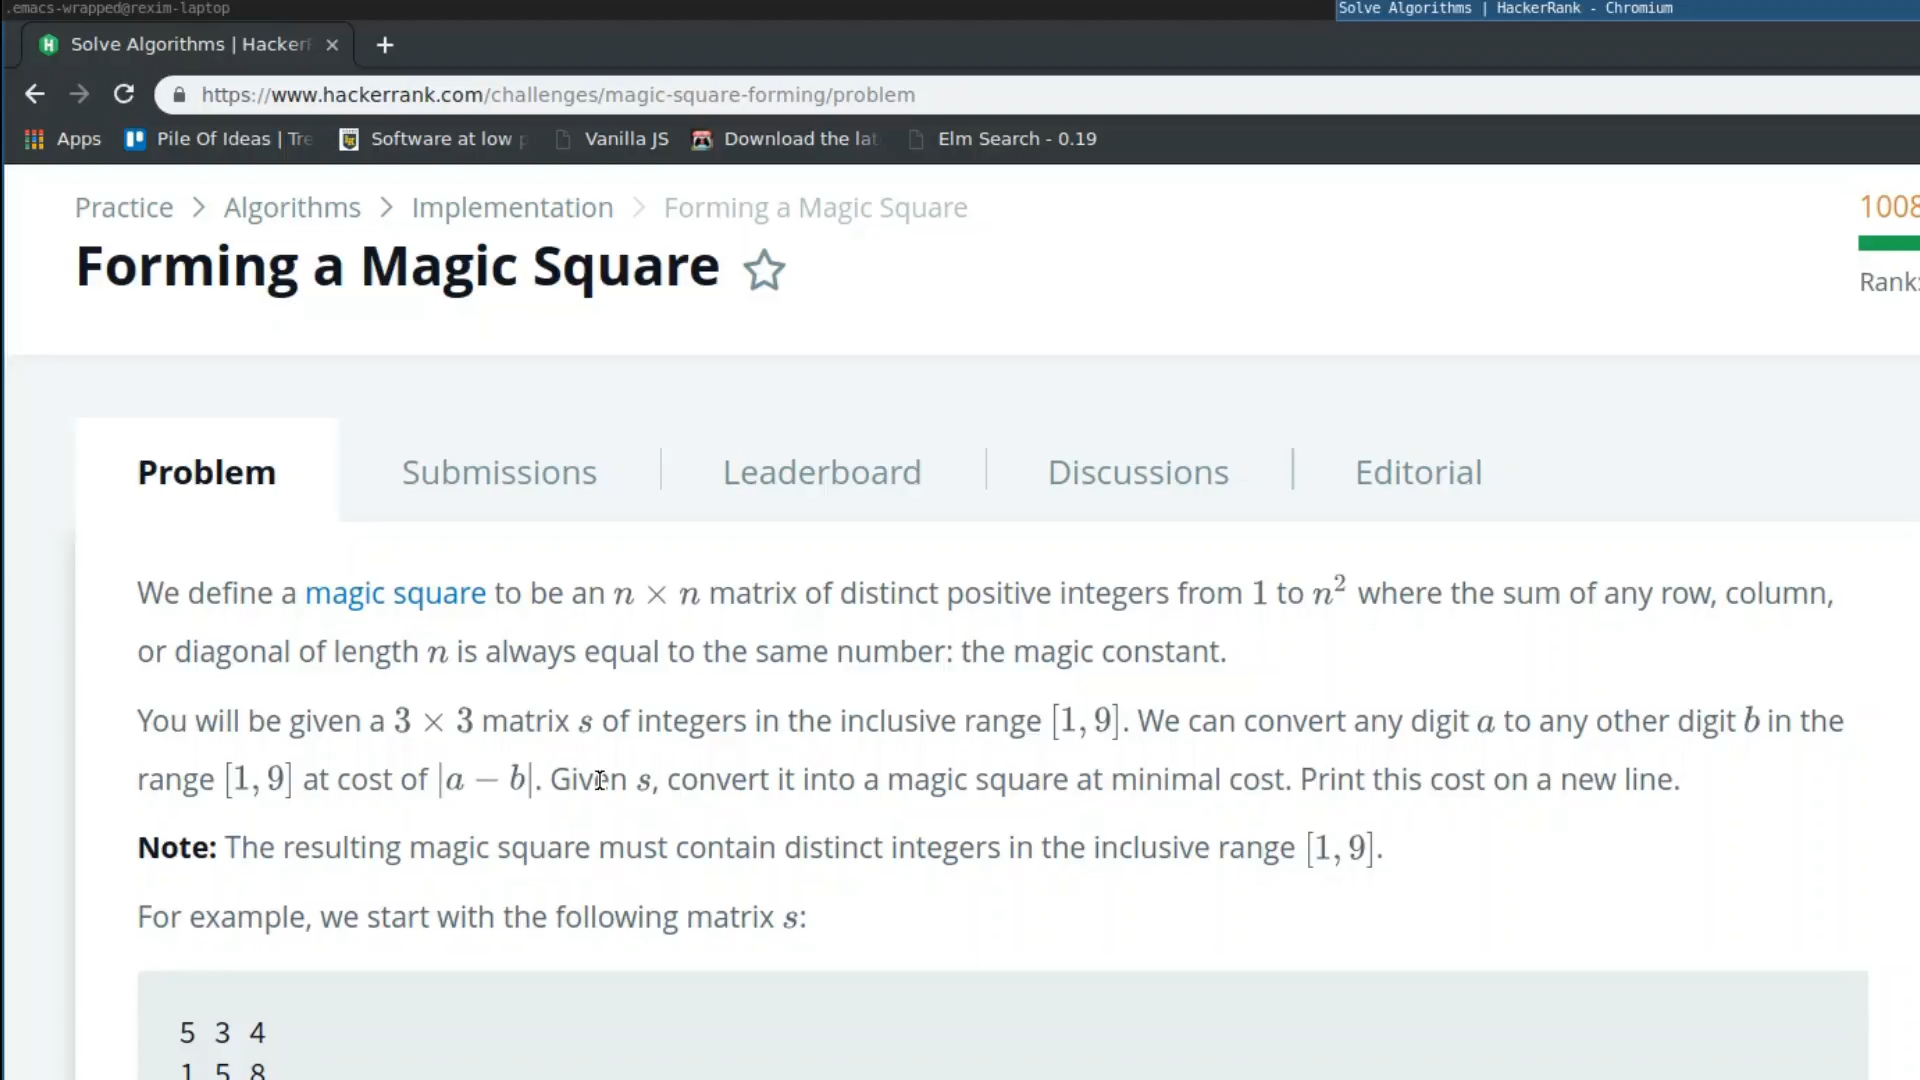 .emacs-wrapped@rexim-laptop
Solve Algorithms | HackerRank - Chromium
Solve Algorithms | Hacker
https://www.hackerrank.com/challenges/magic-square-forming/problem
Apps Pile Of Ideas | Tre Software at low Vanilla JS Download the lat Elm Search - 0.19
Practice > Algorithms > Implementation > Forming a Magic Square
1008
Forming a Magic Square
Rank:
Problem Submissions Leaderboard Discussions Editorial
We define a magic square to be an n × n matrix of distinct positive integers from 1 to n² where the sum of any row, column,
or diagonal of length n is always equal to the same number: the magic constant.
You will be given a 3 × 3 matrix s of integers in the inclusive range [1, 9]. We can convert any digit a to any other digit b in the
range [1, 9] at cost of |a − b|. Given s, convert it into a magic square at minimal cost. Print this cost on a new line.
Note: The resulting magic square must contain distinct integers in the inclusive range [1, 9].
For example, we start with the following matrix s:
5 3 4
1 5 8